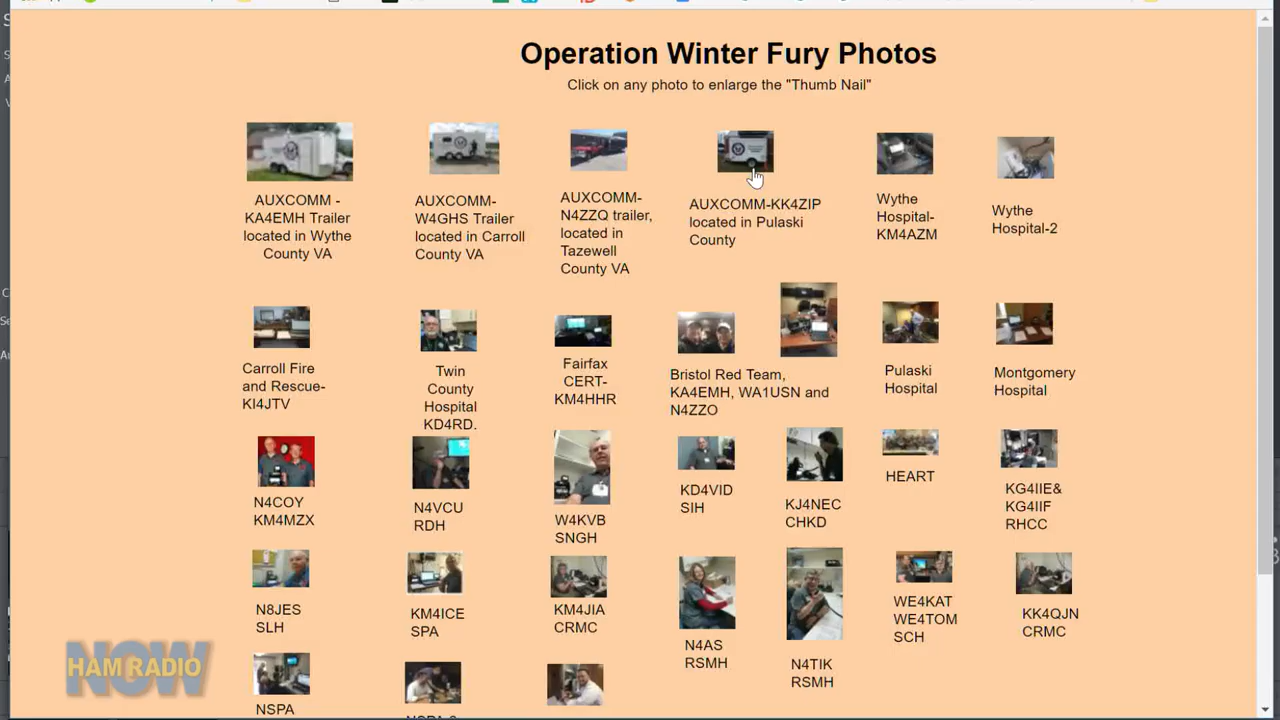 Operation Winter Fury Photos
Click on any photo to enlarge the "Thumb Nail"
AUXCOMM -
KA4EMH Trailer
located in Wythe
County VA
AUXCOMM-
W4GHS Trailer
located in Carroll
County VA
AUXCOMM-
N4ZZQ trailer,
located in
Tazewell
County VA
AUXCOMM-KK4ZIP
located in Pulaski
County
Wythe
Hospital-
KM4AZM
Wythe
Hospital-2
Carroll Fire
and Rescue-
KI4JTV
Twin
County
Hospital
KD4RD.
Fairfax
CERT-
KM4HHR
Bristol Red Team,
KA4EMH, WA1USN and
N4ZZO
Pulaski
Hospital
Montgomery
Hospital
N4COY
KM4MZX
N4VCU
RDH
W4KVB
SNGH
KD4VID
SIH
KJ4NEC
CHKD
HEART
KG4IIE&
KG4IIF
RHCC
N8JES
SLH
KM4ICE
SPA
KM4JIA
CRMC
N4AS
RSMH
N4TIK
RSMH
WE4KAT
WE4TOM
SCH
KK4QJN
CRMC
NSPA
HAM RADIO
NOW